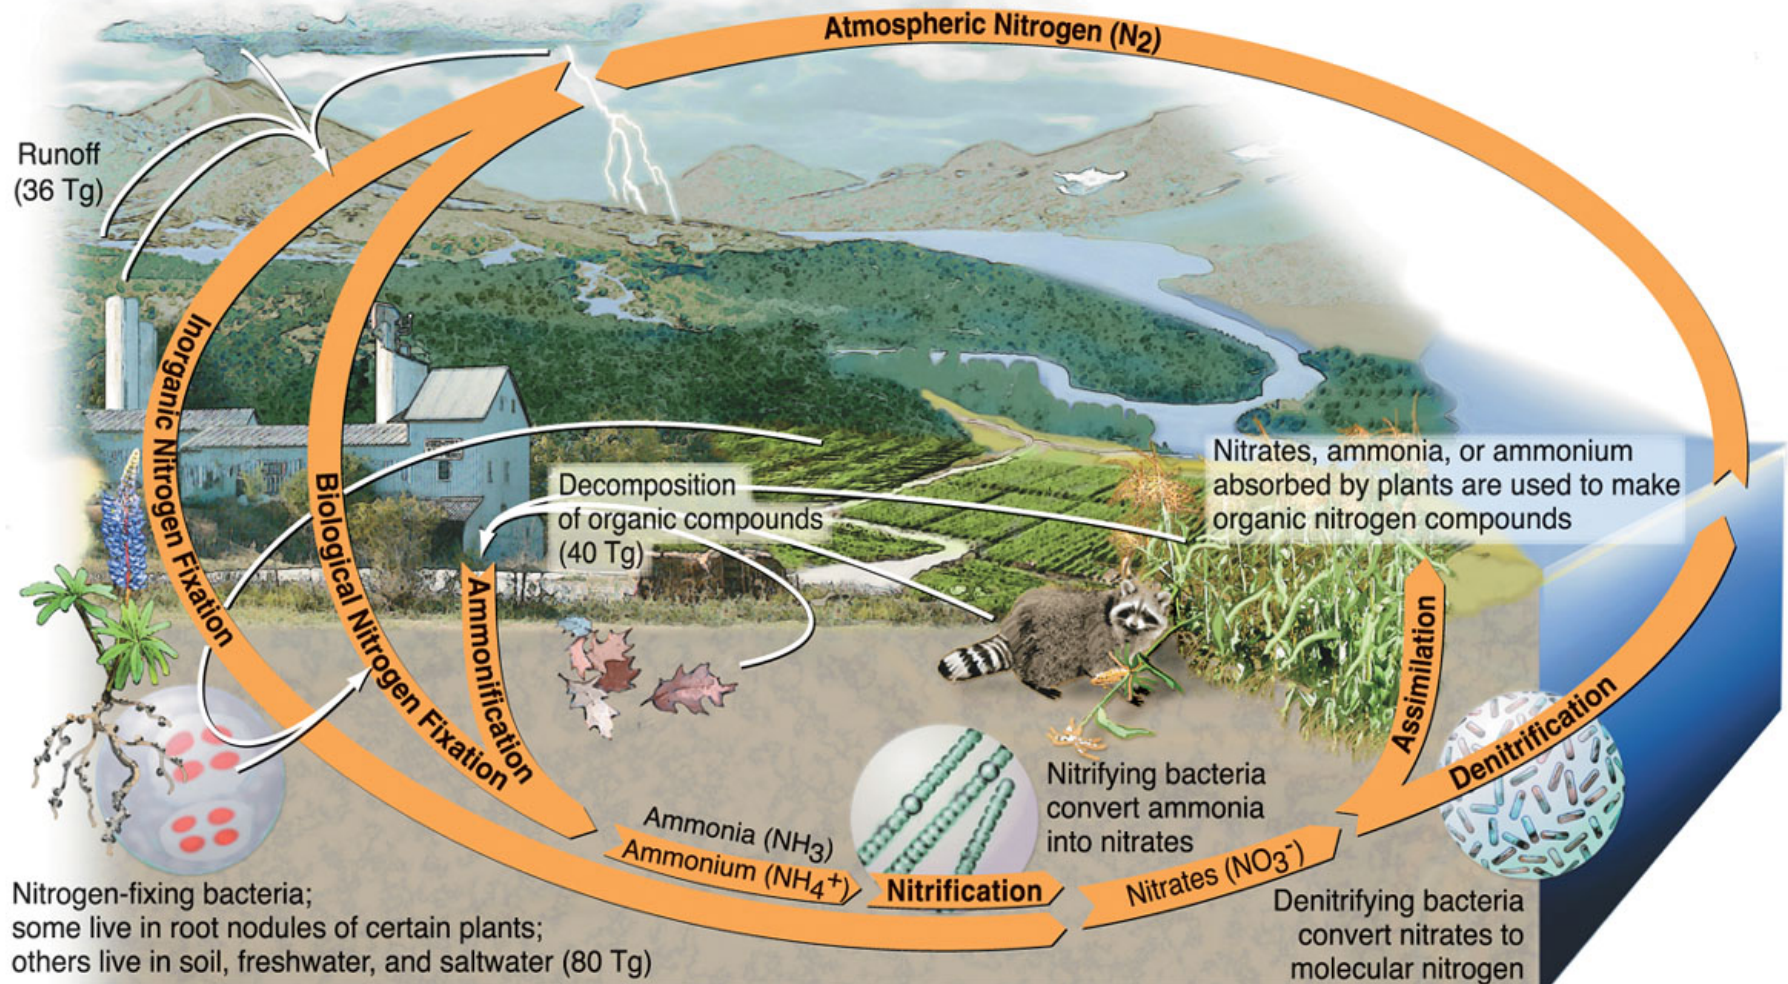 Atmospheric Nitrogen (N2)
Runoff
(36 Tg)
Inorganic Nitrogen Fixation
Biological Nitrogen Fixation
Decomposition
of organic compounds
(40 Tg)
Nitrates, ammonia, or ammonium
absorbed by plants are used to make
organic nitrogen compounds
Ammonification
Assimilation
Denitrification
Nitrifying bacteria
convert ammonia
into nitrates
Ammonia (NH3)
Ammonium (NH4+)
Nitrification
Nitrates (NO3-)
Nitrogen-fixing bacteria;
some live in root nodules of certain plants;
others live in soil, freshwater, and saltwater (80 Tg)
Denitrifying bacteria
convert nitrates to
molecular nitrogen